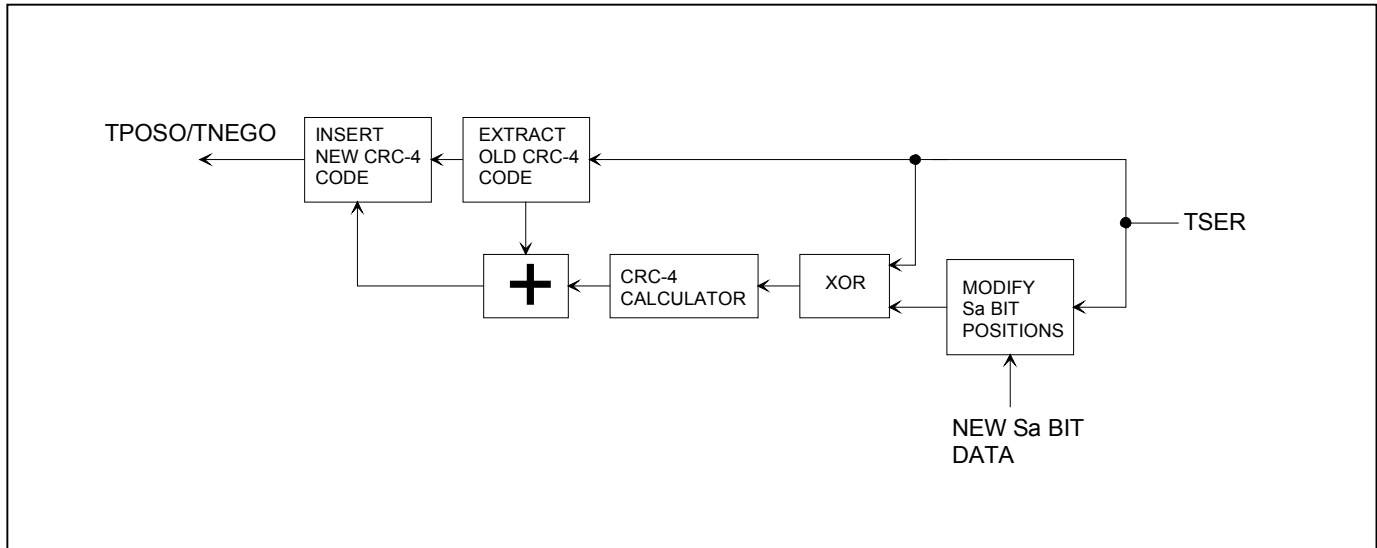 TPOSO/TNEGO
INSERT
NEW CRC-4
CODE
EXTRACT
OLD CRC-4
CODE
TSER
+
CRC-4
CALCULATOR
XOR
MODIFY
Sa BIT
POSITIONS
NEW Sa BIT
DATA